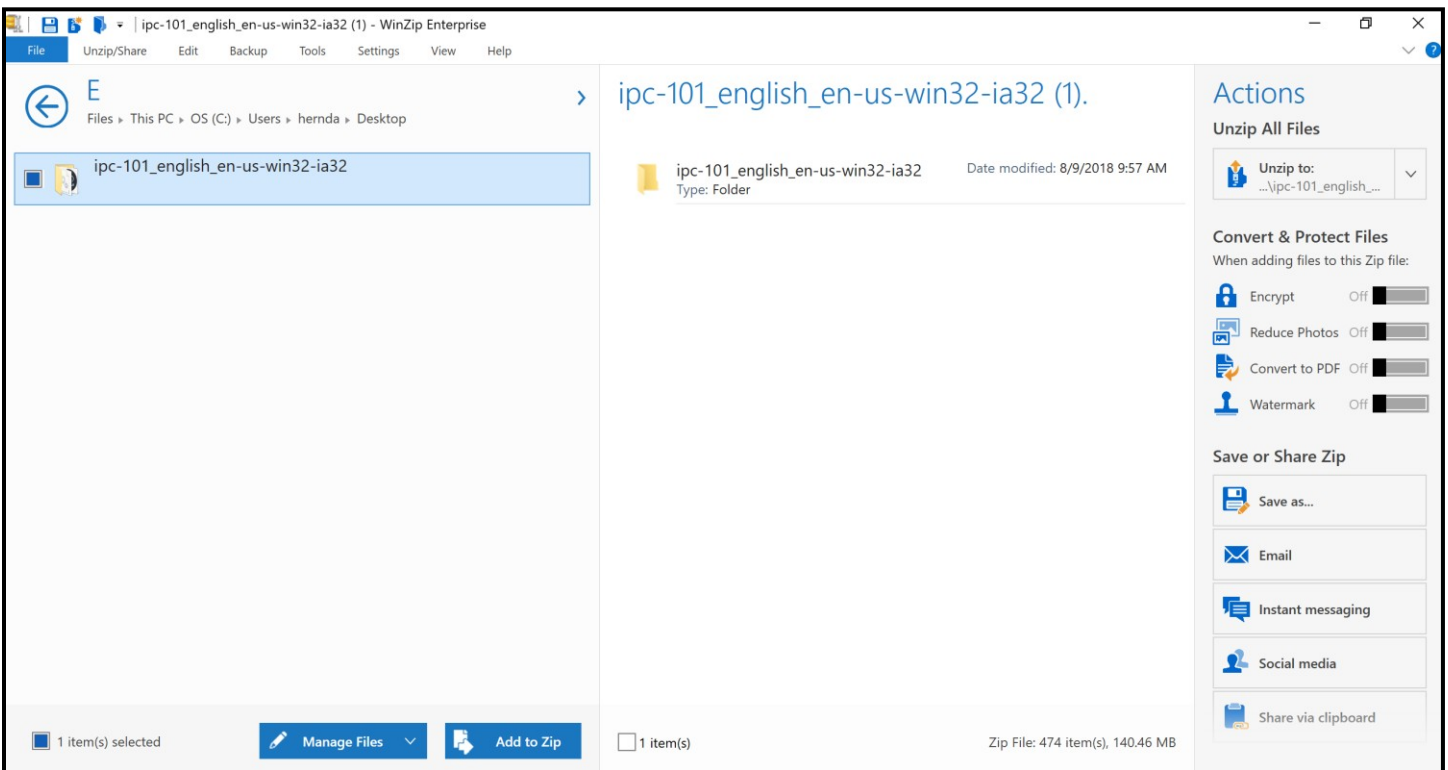 ipc-101_english_en-us-win32-ia32 (1) - WinZip Enterprise
File Unzip/Share Edit Backup Tools Settings View Help
?
E
Files ▸ This PC ▸ OS (C:) ▸ Users ▸ hernda ▸ Desktop
ipc-101_english_en-us-win32-ia32
1 item(s) selected
Manage Files
Add to Zip
ipc-101_english_en-us-win32-ia32 (1).
ipc-101_english_en-us-win32-ia32 Date modified: 8/9/2018 9:57 AM
Type: Folder
1 item(s)
Zip File: 474 item(s), 140.46 MB
Actions
Unzip All Files
Unzip to:
...\ipc-101_english_...
Convert & Protect Files
When adding files to this Zip file:
Encrypt Off
Reduce Photos Off
Convert to PDF Off
Watermark Off
Save or Share Zip
Save as...
Email
Instant messaging
Social media
Share via clipboard